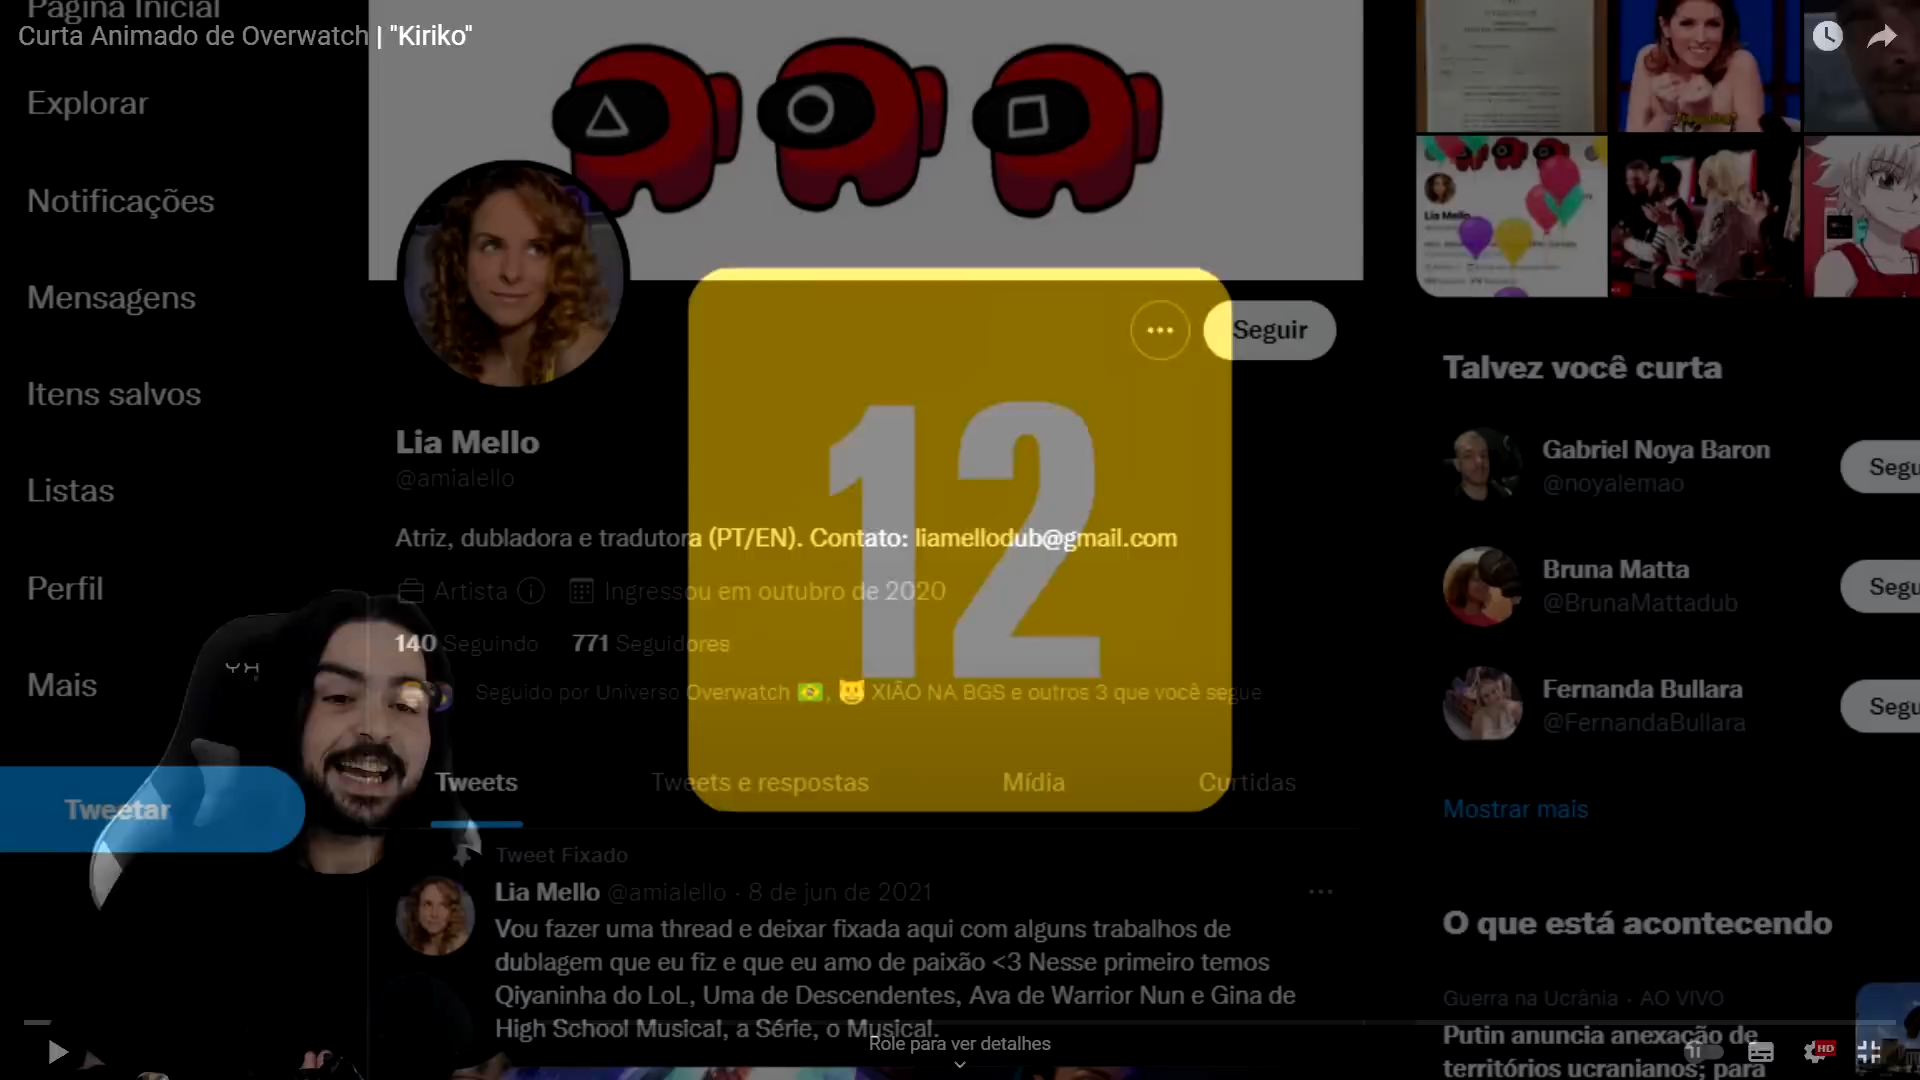 Página Inicial
Curta Animado de Overwatch | "Kiriko"
Explorar
Notificações
Mensagens
Itens salvos
Listas
Perfil
Mais
Tweetar
Seguir
Lia Mello
@amialello
Atriz, dubladora e tradutora (PT/EN). Contato: liamellodub@gmail.com
Artista
Ingressou em outubro de 2020
140 Seguindo 771 Seguidores
Seguido por Universo Overwatch 🇧🇷, 😺 XIÃO NA BGS e outros 3 que você segue
12
Tweets
Tweets e respostas
Mídia
Curtidas
Tweet Fixado
Lia Mello @amialello · 8 de jun de 2021
Vou fazer uma thread e deixar fixada aqui com alguns trabalhos de
dublagem que eu fiz e que eu amo de paixão <3 Nesse primeiro temos
Qiyaninha do LoL, Uma de Descendentes, Ava de Warrior Nun e Gina de
High School Musical, a Série, o Musical.
Role para ver detalhes
Lia Mello
Talvez você curta
Gabriel Noya Baron
@noyalemao
Segu
Bruna Matta
@BrunaMattadub
Segu
Fernanda Bullara
@FernandaBullara
Segu
Mostrar mais
O que está acontecendo
Guerra na Ucrânia · AO VIVO
Putin anuncia anexação de
territórios ucranianos; para
HD